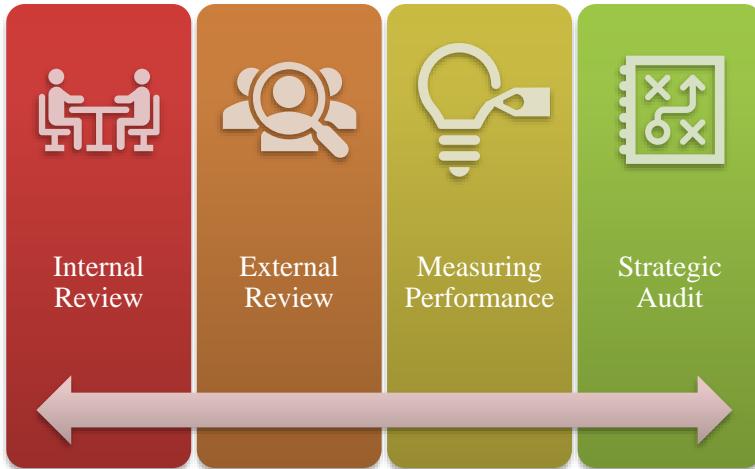 Internal
Review
External
Review
Measuring
Performance
Strategic
Audit